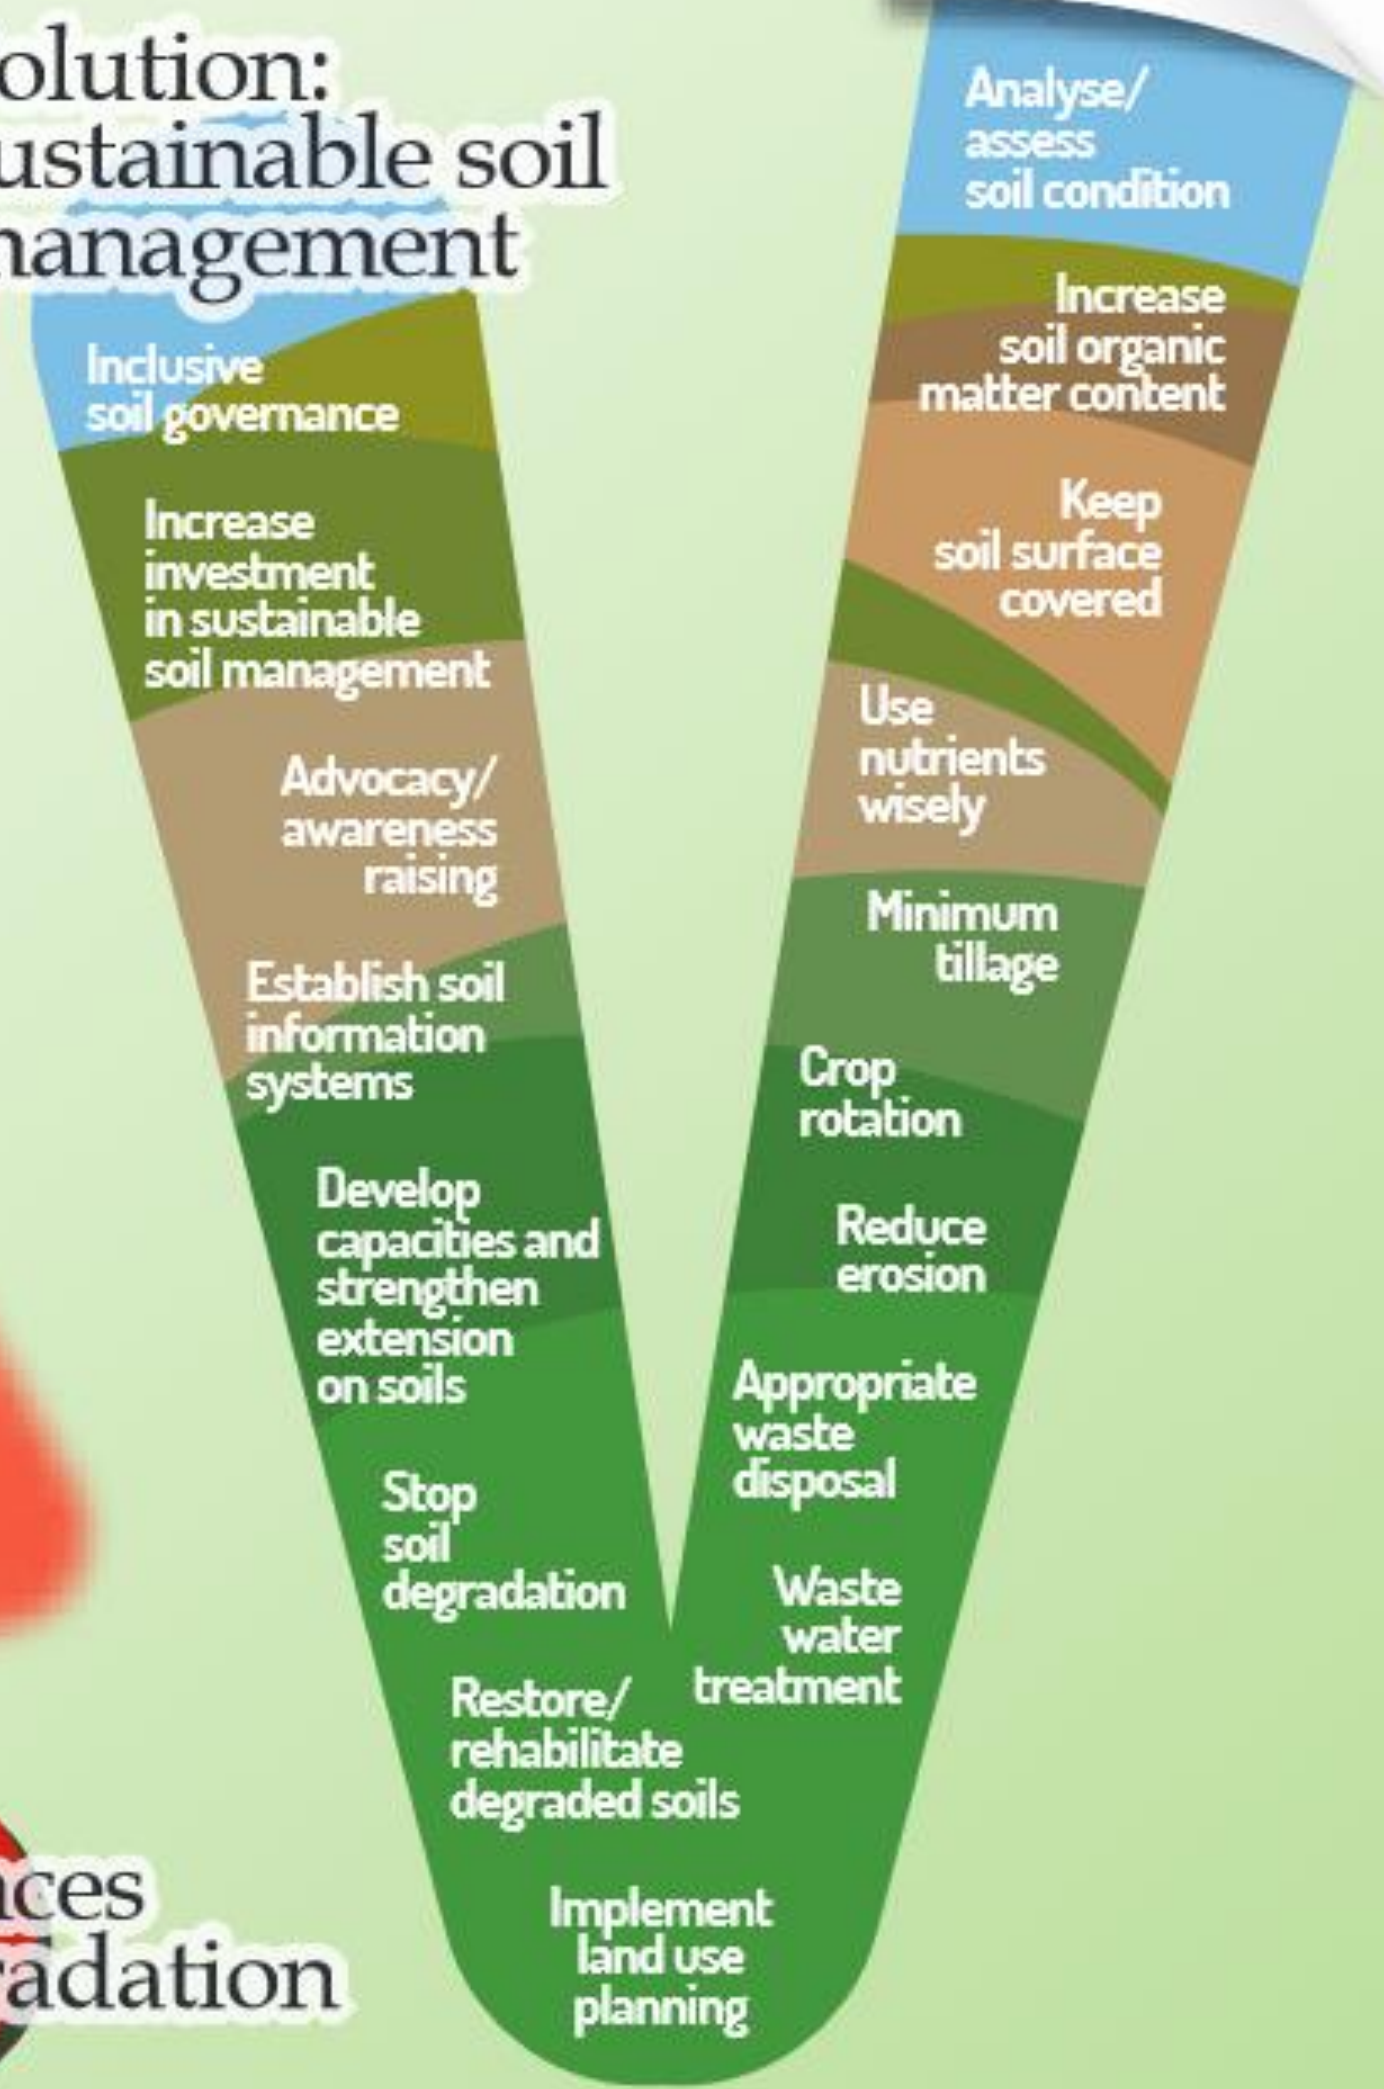 olution:
ustainable soil
nanagement
Inclusive
soil governance
Increase
investment
in sustainable
soil management
Advocacy/
awareness
raising
Establish soil
information
systems
Develop
capacities and
strengthen
extension
on soils
Stop
soil
degradation
Restore/
rehabilitate
degraded soils
Implement
land use
planning
Analyse/
assess
soil condition
Increase
soil organic
matter content
Keep
soil surface
covered
Use
nutrients
wisely
Minimum
tillage
Crop
rotation
Reduce
erosion
Appropriate
waste
disposal
Waste
water
treatment
nces
radation